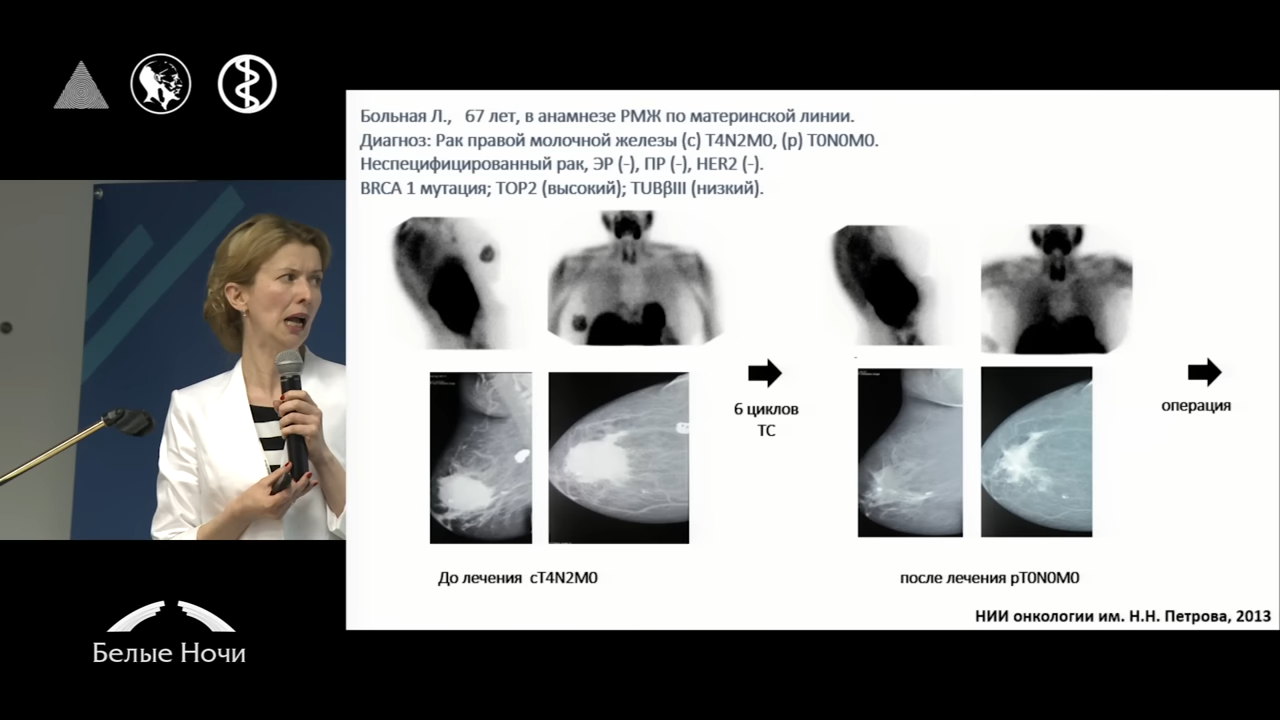 Больная Л., 67 лет, в анамнезе РМЖ по материнской линии.
Диагноз: Рак правой молочной железы (с) T4N2M0, (р) T0N0M0.
Неспецифицированный рак, ЭР (-), ПР (-), HER2 (-).
BRCA 1 мутация; TOP2 (высокий); TUBβIII (низкий).
6 циклов
ТС
операция
До лечения cT4N2M0
после лечения pT0N0M0
НИИ онкологии им. Н.Н. Петрова, 2013
Белые Ночи